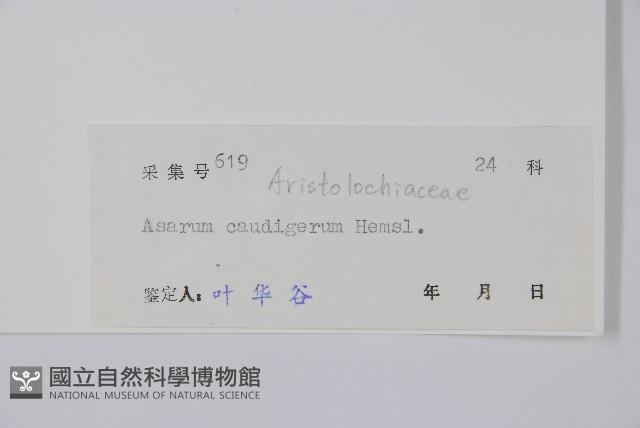 采集号 619 24 科
Aristolochiaceae
Asarum caudigerum Hemsl.
鉴定人: 叶华谷 年 月 日
國立自然科學博物館
NATIONAL MUSEUM OF NATURAL SCIENCE